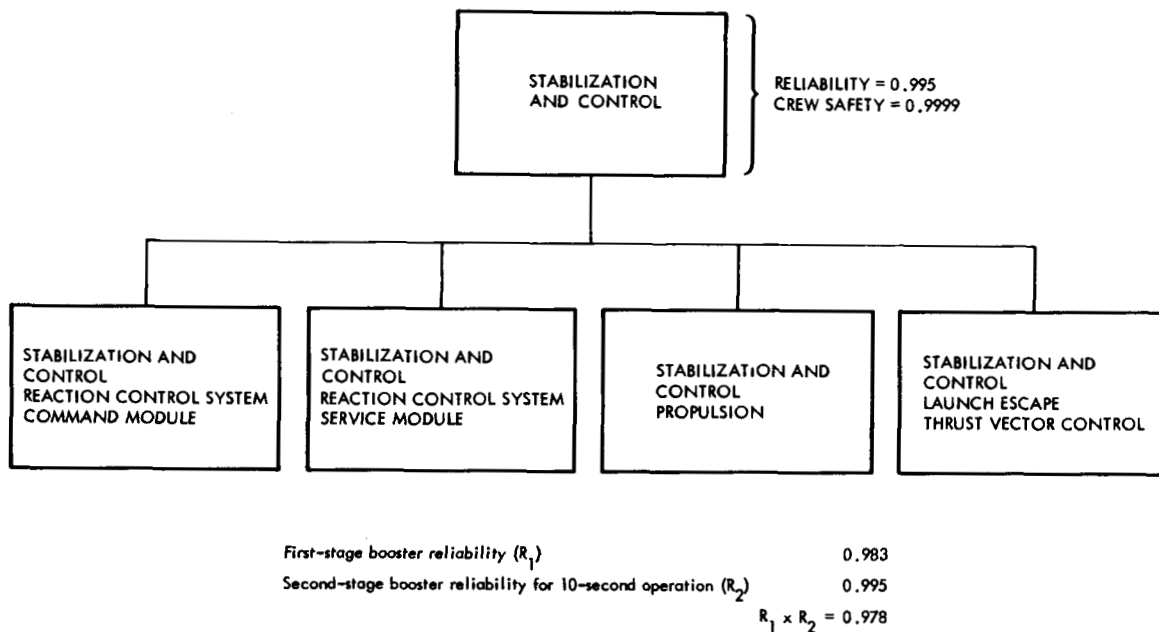 STABILIZATION
AND CONTROL
RELIABILITY = 0.995
CREW SAFETY = 0.9999
STABILIZATION AND
CONTROL
REACTION CONTROL SYSTEM
COMMAND MODULE
STABILIZATION AND
CONTROL
REACTION CONTROL SYSTEM
SERVICE MODULE
STABILIZATION AND
CONTROL
PROPULSION
STABILIZATION AND
CONTROL
LAUNCH ESCAPE
THRUST VECTOR CONTROL
First-stage booster reliability (R₁) 0.983
Second-stage booster reliability for 10-second operation (R₂) 0.995
R₁ x R₂ = 0.978